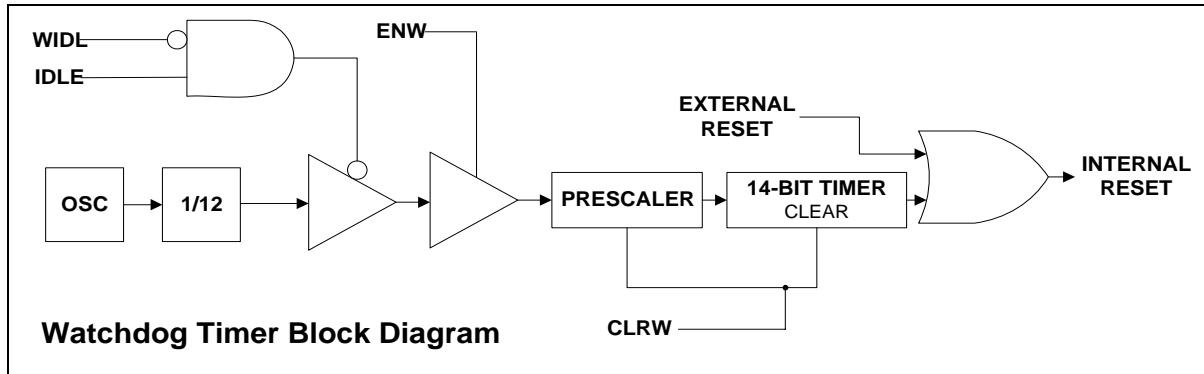 WIDL
IDLE
ENW
EXTERNAL
RESET
OSC
1/12
PRESCALER
14-BIT TIMER
CLEAR
INTERNAL
RESET
CLRW
Watchdog Timer Block Diagram